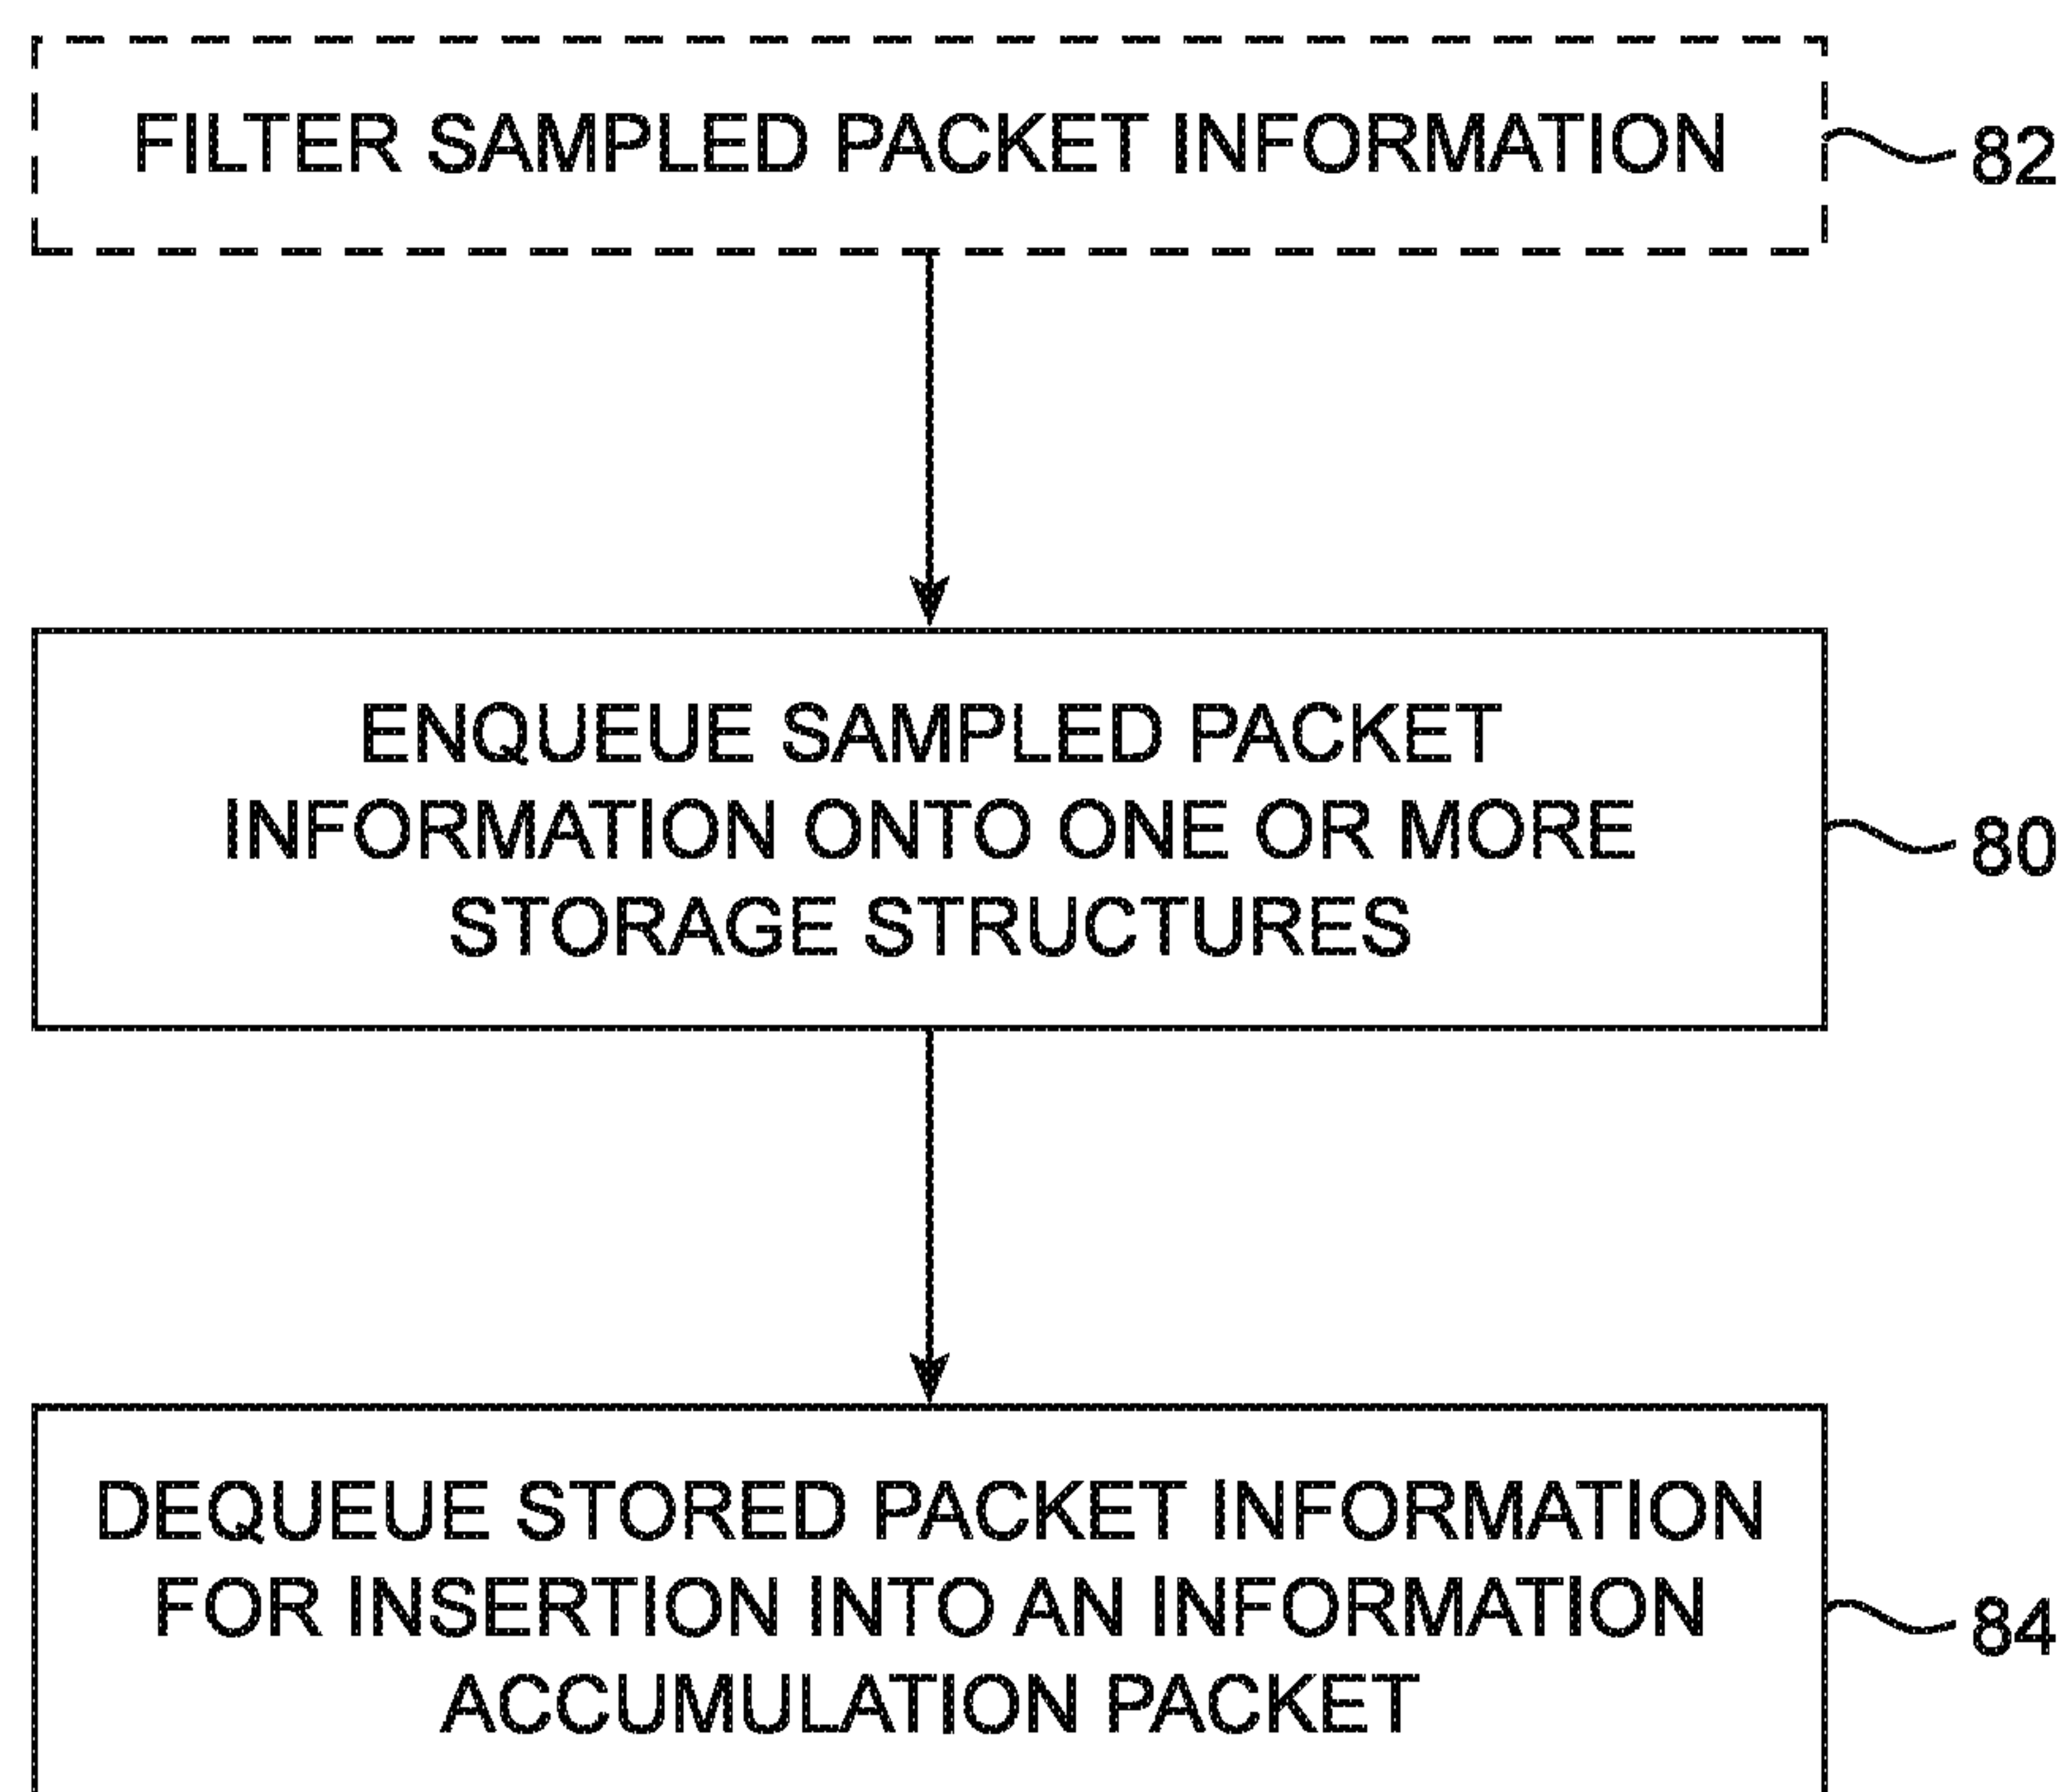 FILTER SAMPLED PACKET INFORMATION
82
ENQUEUE SAMPLED PACKET
INFORMATION ONTO ONE OR MORE
STORAGE STRUCTURES
80
DEQUEUE STORED PACKET INFORMATION
FOR INSERTION INTO AN INFORMATION
ACCUMULATION PACKET
84